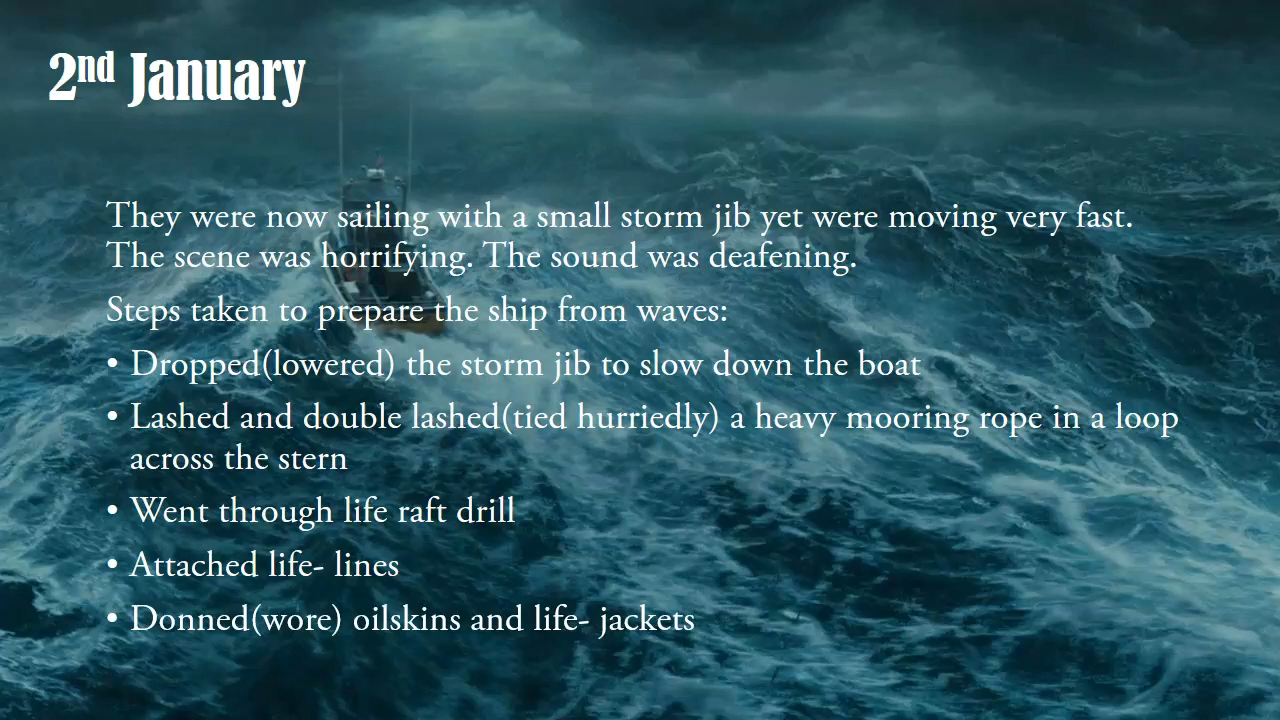 2nd January
They were now sailing with a small storm jib yet were moving very fast.
The scene was horrifying. The sound was deafening.
Steps taken to prepare the ship from waves:
• Dropped(lowered) the storm jib to slow down the boat
• Lashed and double lashed(tied hurriedly) a heavy mooring rope in a loop
across the stern
• Went through life raft drill
• Attached life- lines
• Donned(wore) oilskins and life- jackets